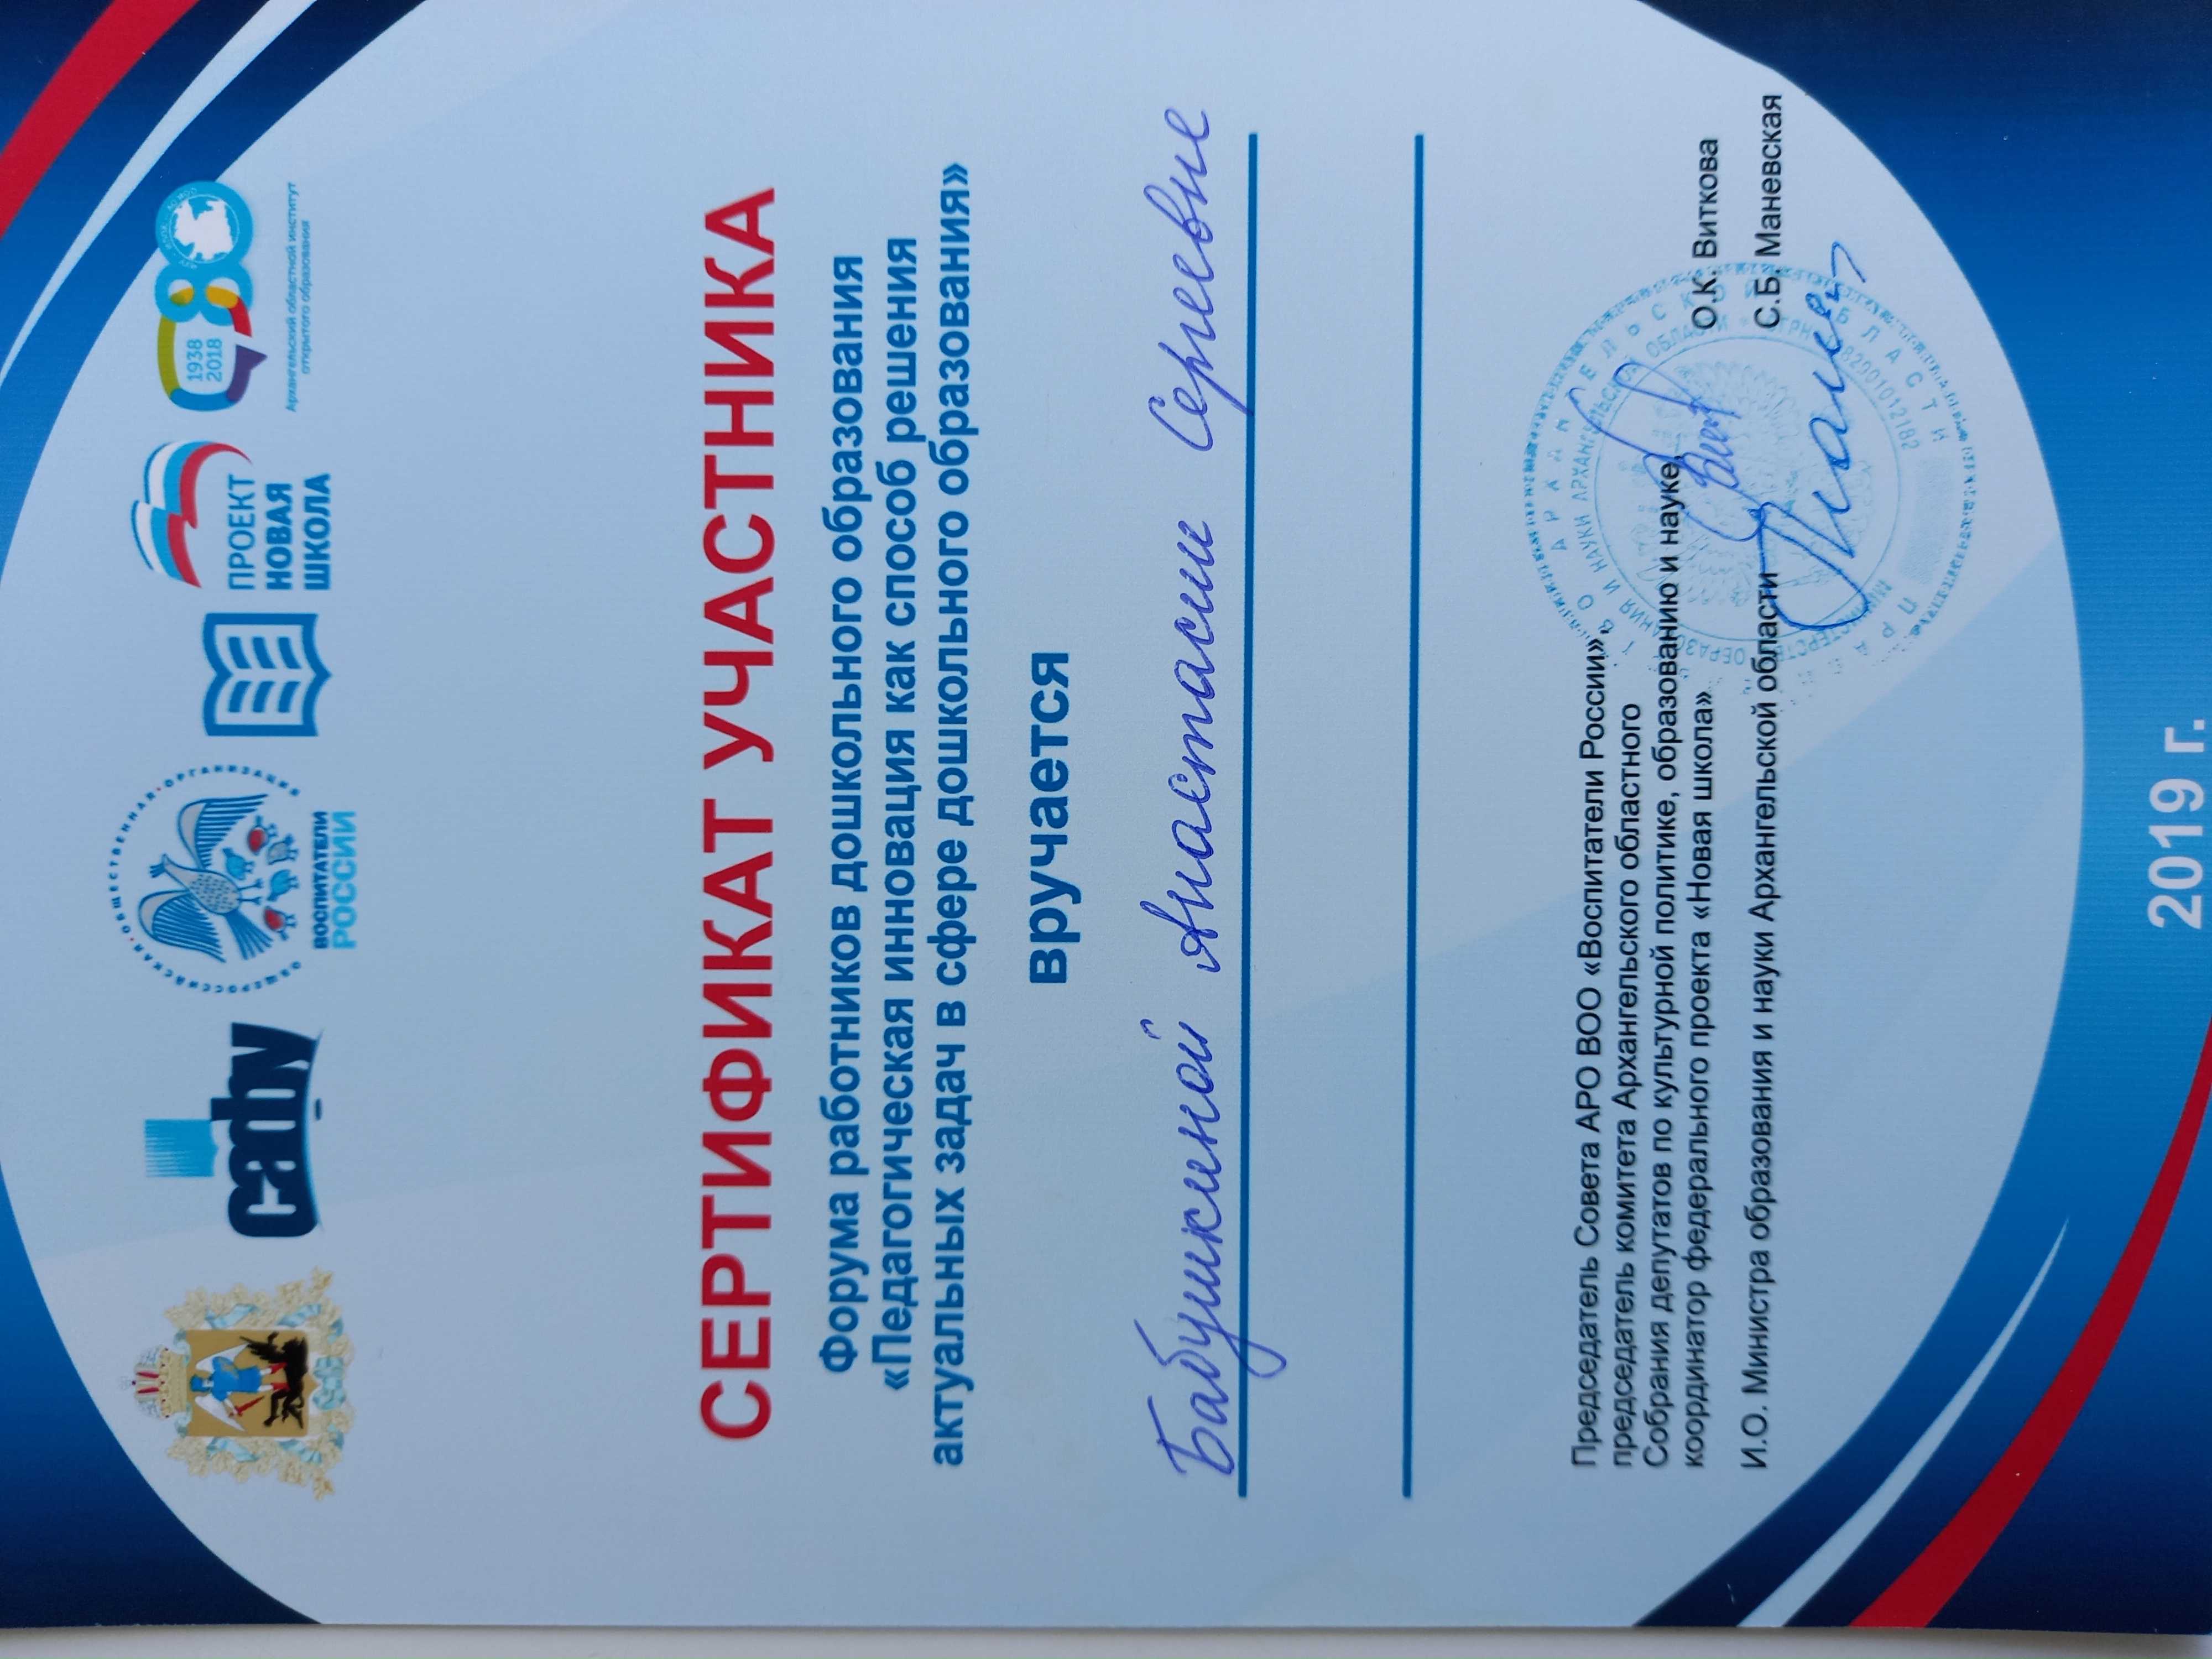 сафу
ОБЩЕРОССИЙСКАЯ ОБЩЕСТВЕННАЯ ОРГАНИЗАЦИЯ
ВОСПИТАТЕЛИ
РОССИИ
ПРОЕКТ
НОВАЯ
ШКОЛА
1938
2018
Архангельский областной институт
открытого образования
СЕРТИФИКАТ УЧАСТНИКА
Форума работников дошкольного образования
«Педагогическая инновация как способ решения
актуальных задач в сфере дошкольного образования»
вручается
Бабушкиной Анастасии Сергеевне
Председатель Совета АРО ВОО «Воспитатели России»,
председатель комитета Архангельского областного
Собрания депутатов по культурной политике, образованию и науке,
координатор федерального проекта «Новая школа»
О.К. Виткова
И.О. Министра образования и науки Архангельской области
С.Б. Маневская
2019 г.